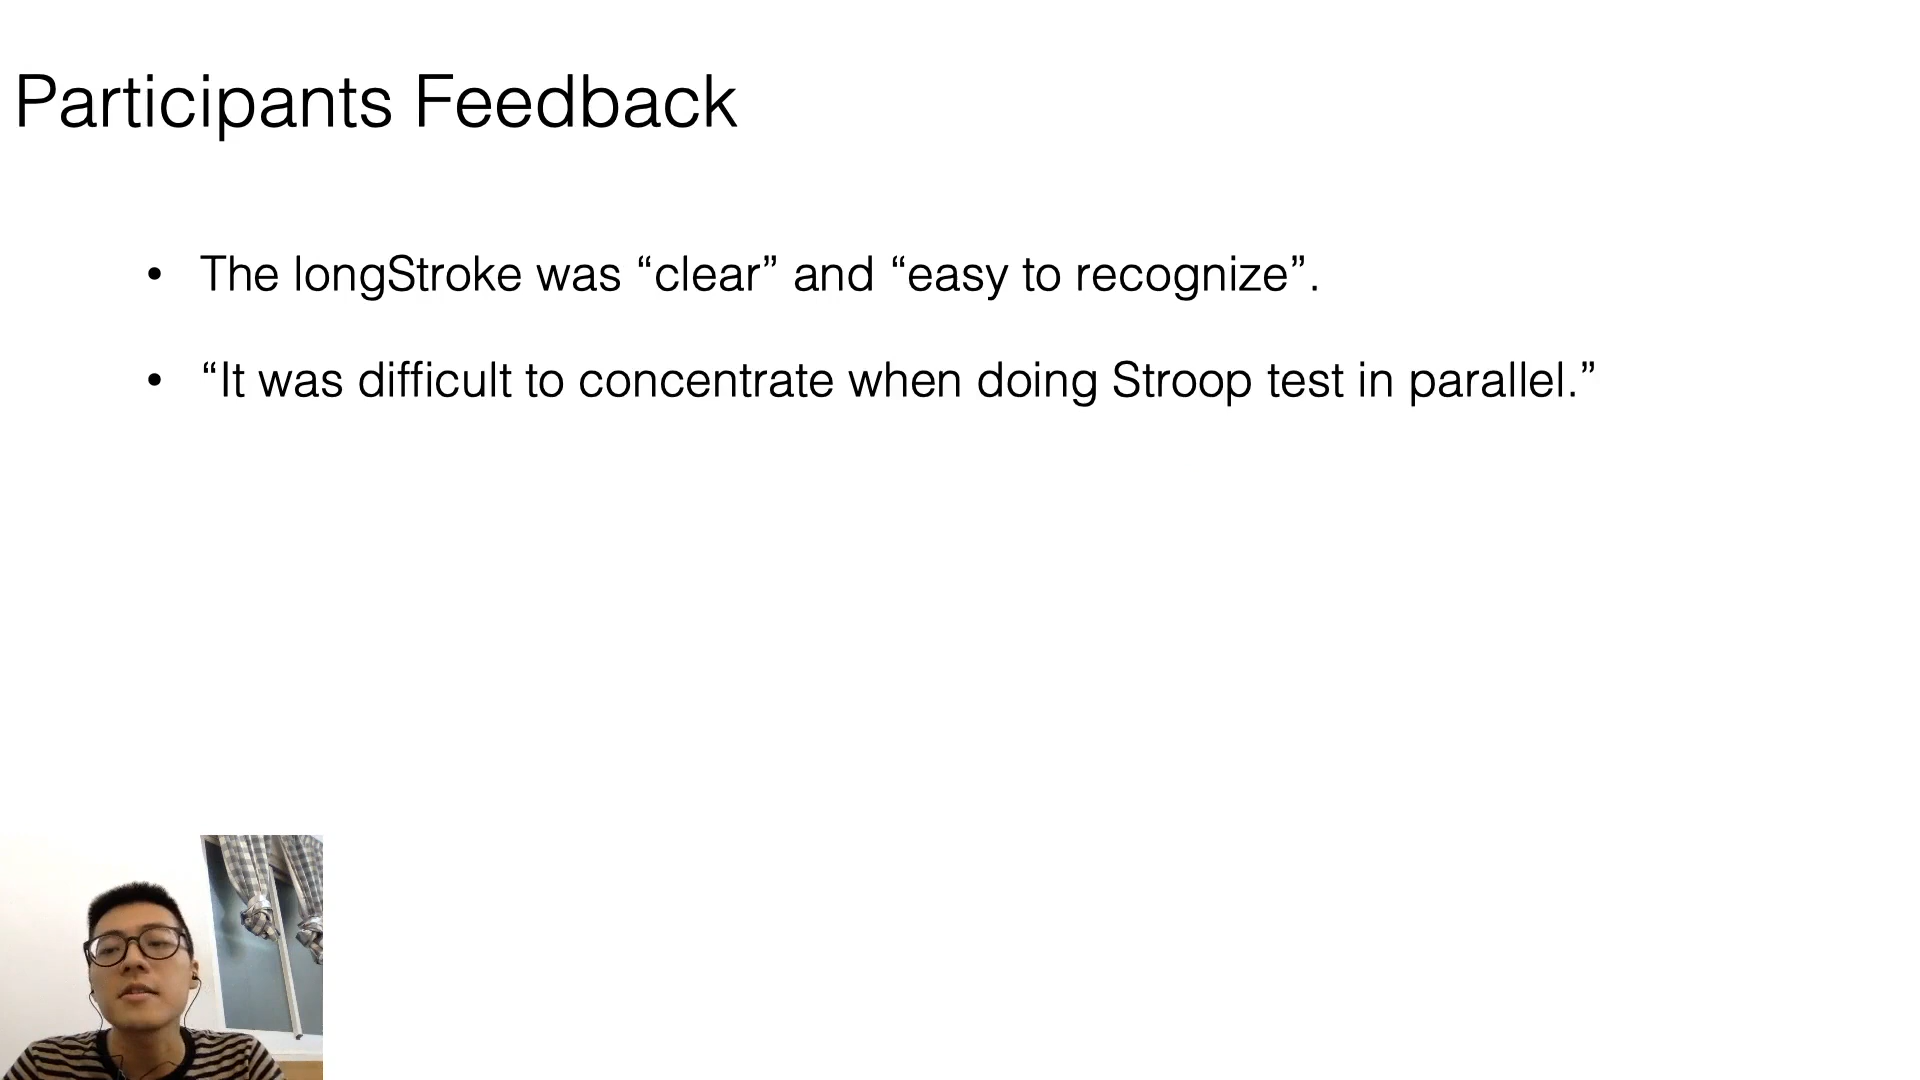 Participants Feedback
• The longStroke was “clear” and “easy to recognize”.
• “It was difficult to concentrate when doing Stroop test in parallel.”